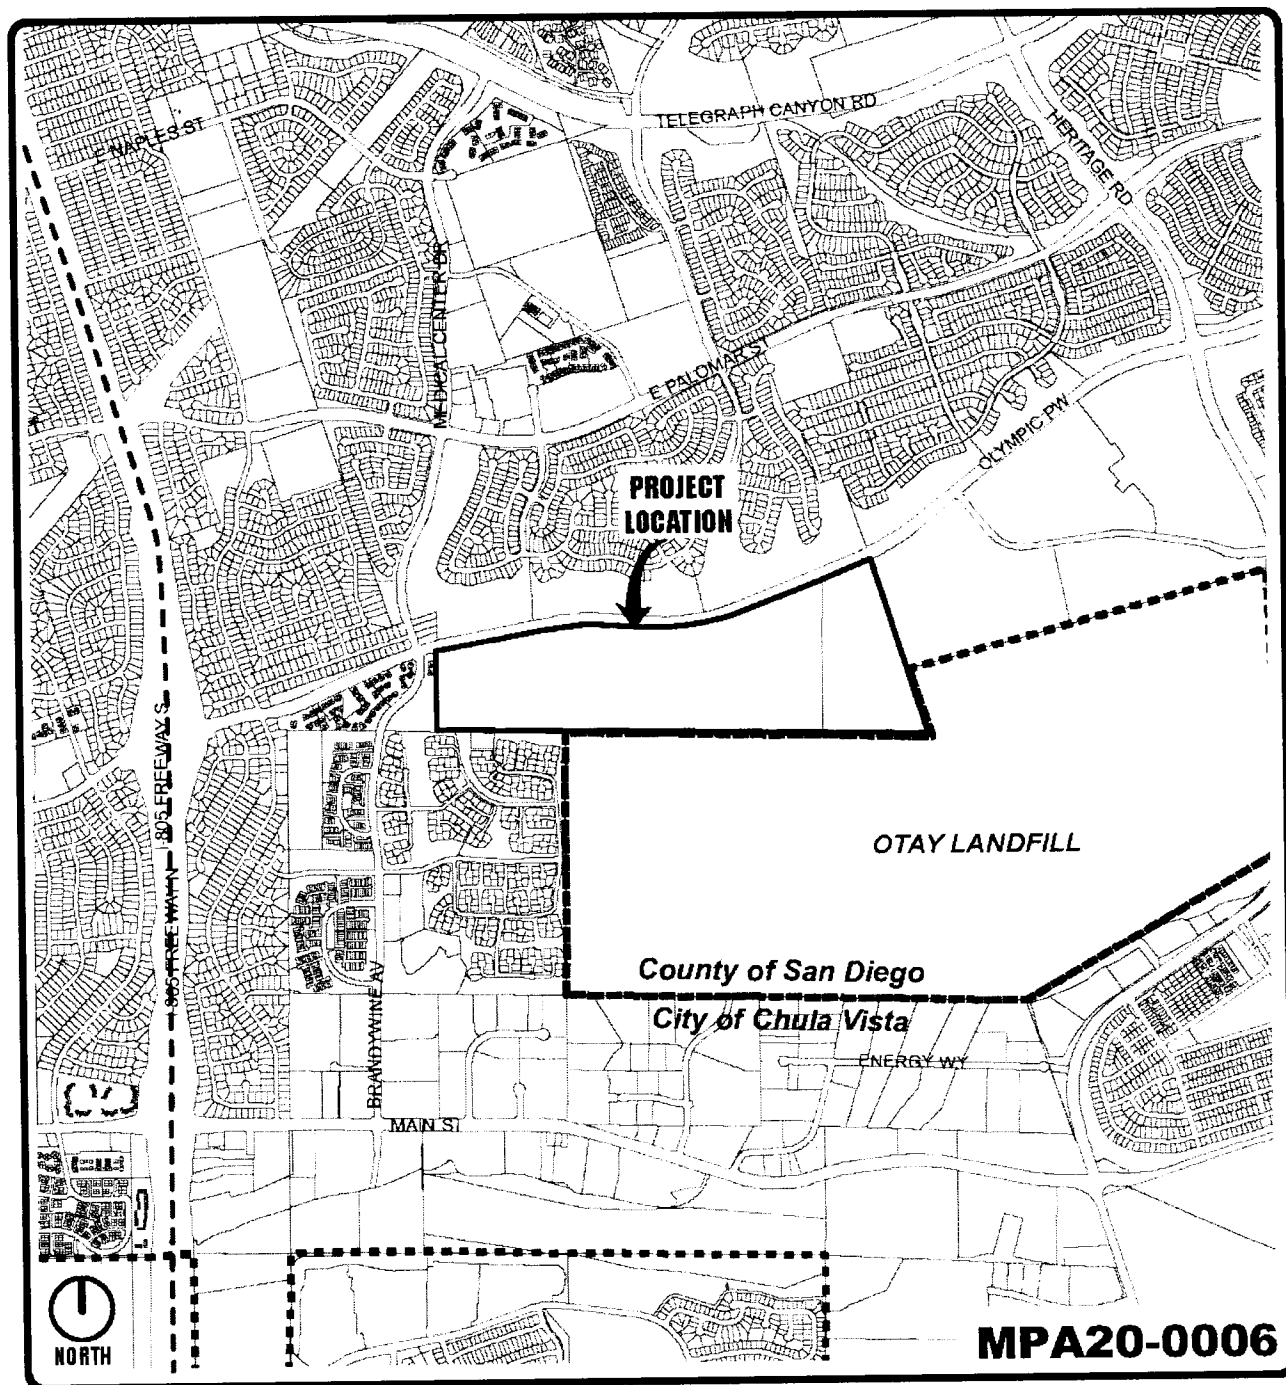 TELEGRAPH CANYON RD
E NAPLES ST
HERITAGE RD
MEDICAL CENTER DR
E PALOMAR ST
OLYMPIC PW
PROJECT
LOCATION
805 FREEWAY S
805 FREEWAY N
OTAY LANDFILL
County of San Diego
City of Chula Vista
BRANDYWINE AV
ENERGY WY
MAIN ST
NORTH
MPA20-0006